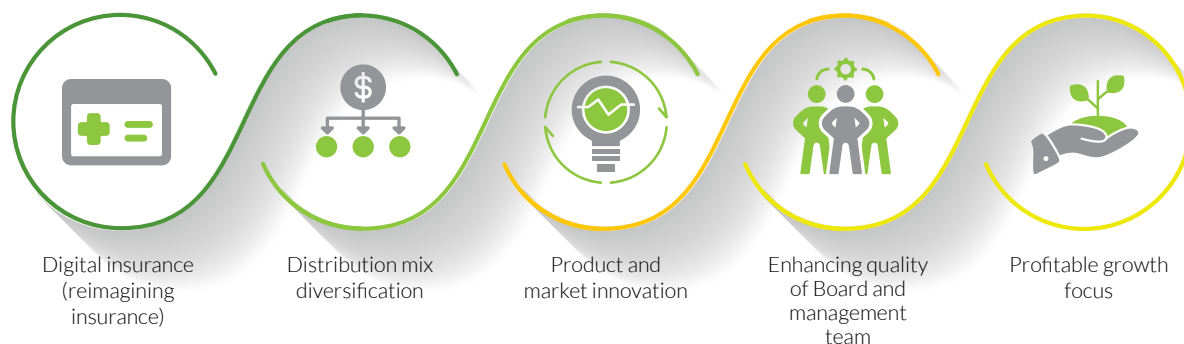 Digital insurance
(reimagining
insurance)
Distribution mix
diversification
Product and
market innovation
Enhancing quality
of Board and
management
team
Profitable growth
focus